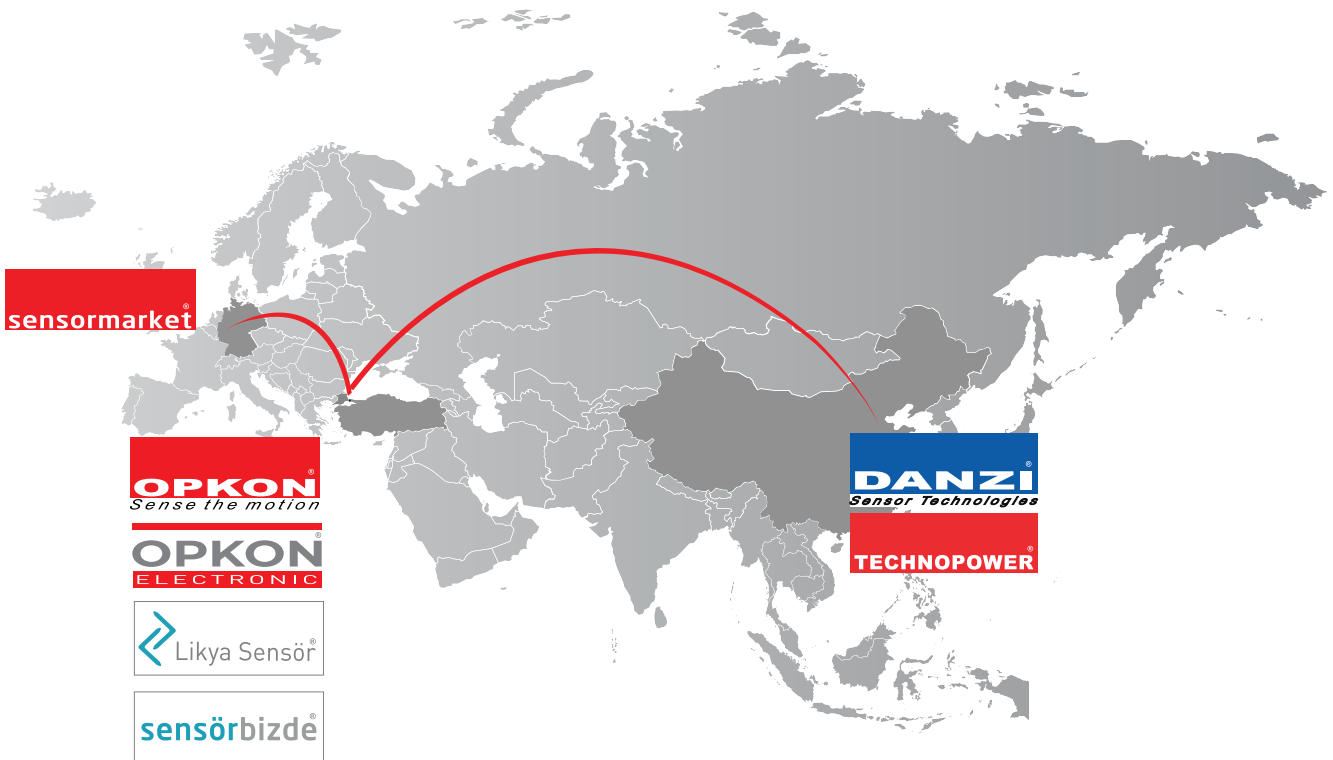 sensormarket®
OPKON®
Sense the motion
OPKON®
ELECTRONIC
Likya Sensör®
sensörbizde®
DANZi®
Sensor Technologies
TECHNOPOWER®